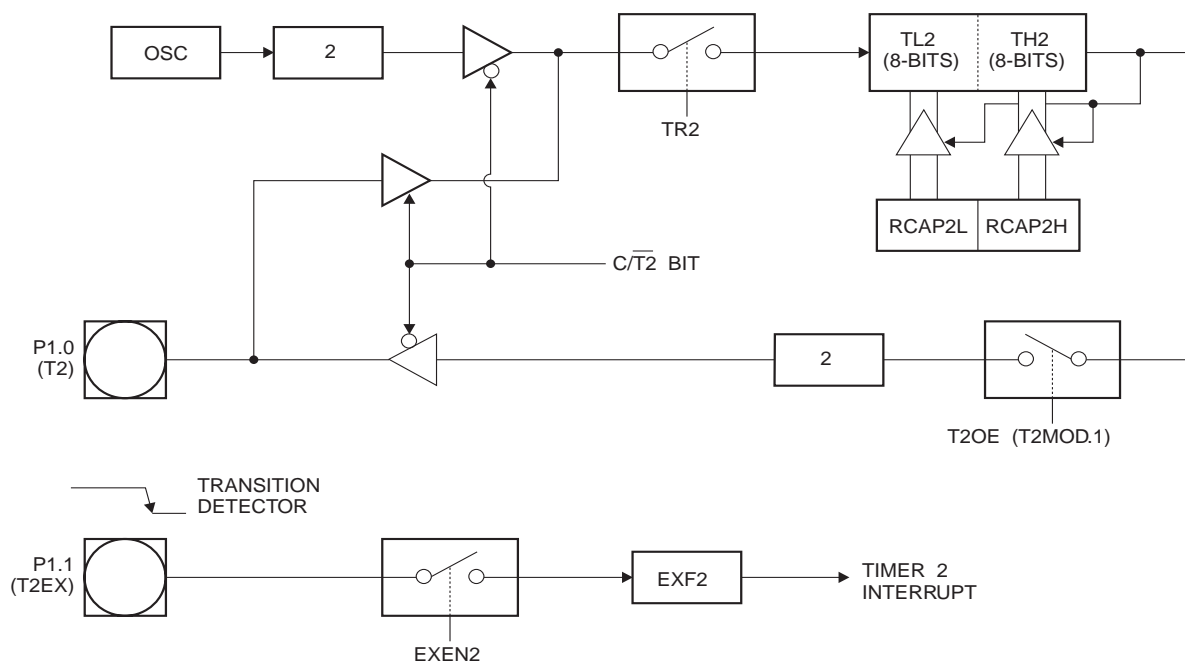 OSC
2
TR2
TL2
(8-BITS)
TH2
(8-BITS)
RCAP2L
RCAP2H
C/T2 BIT
P1.0
(T2)
2
T2OE (T2MOD.1)
TRANSITION
DETECTOR
P1.1
(T2EX)
EXEN2
EXF2
TIMER 2
INTERRUPT